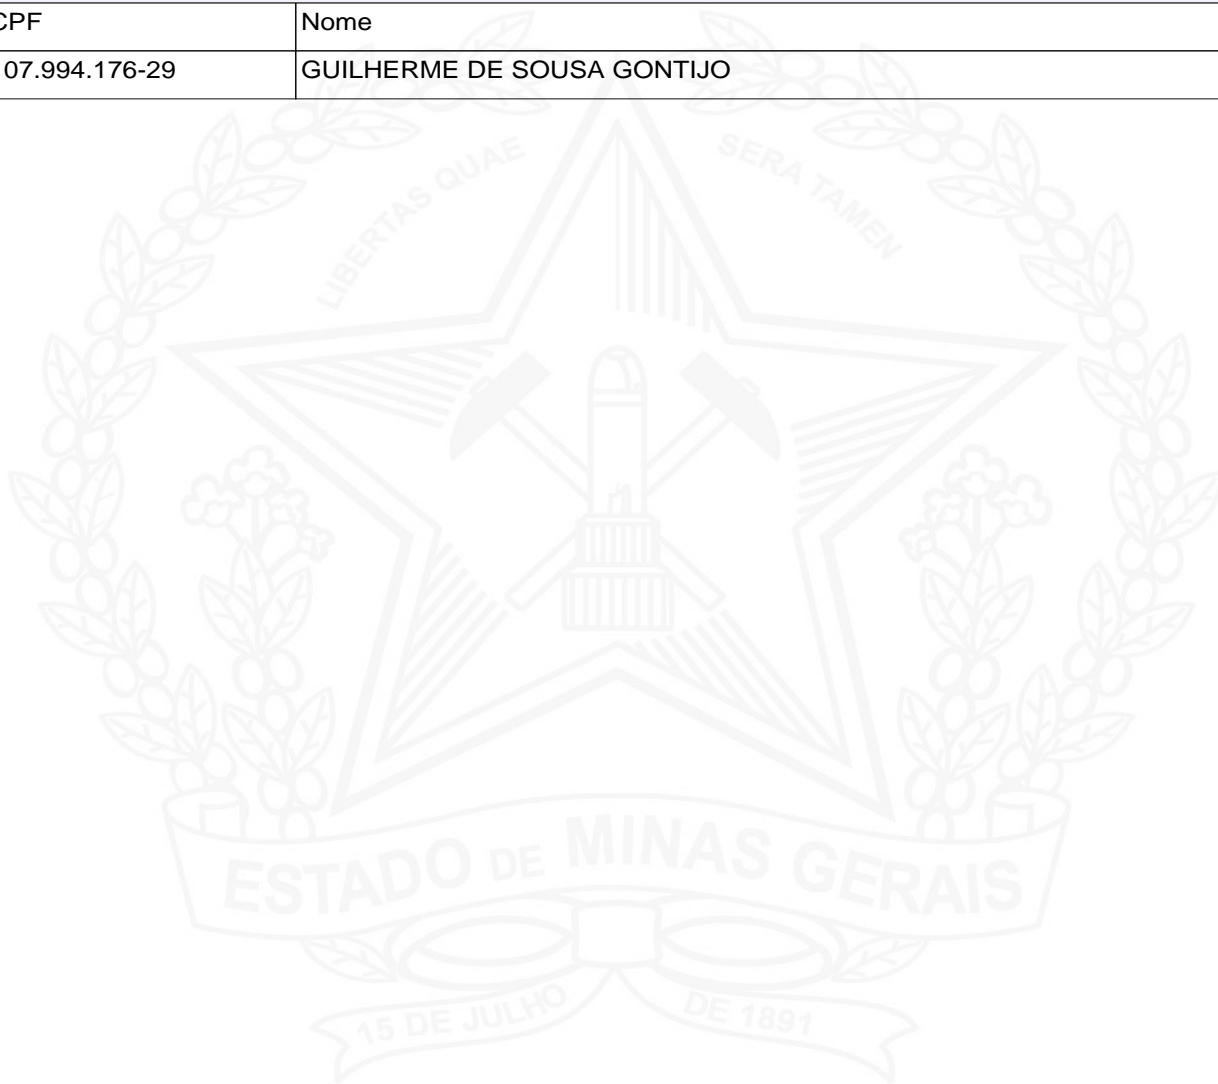 CPF Nome
07.994.176-29 GUILHERME DE SOUSA GONTIJO
LIBERTAS QUAE SERA TAMEN
ESTADO DE MINAS GERAIS
15 DE JULHO DE 1891